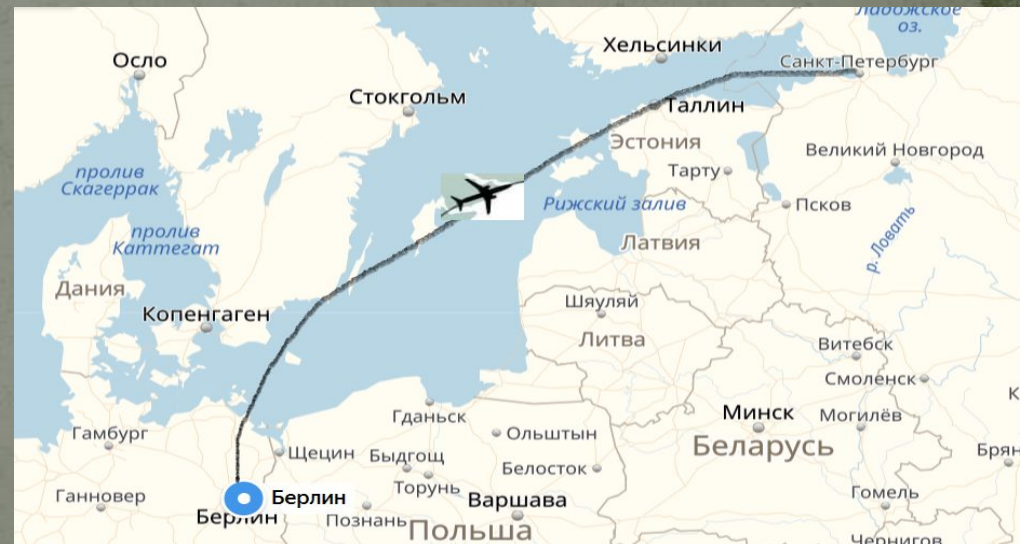 Ладожское
оз.
Осло
Хельсинки
Санкт-Петербург
Стокгольм
Таллин
Эстония
Великий Новгород
пролив
Скагеррак
Тарту
Рижский залив
Псков
пролив
Каттегат
р. Ловать
Латвия
Дания
Шяуляй
Копенгаген
Литва
Витебск
Смоленск
К
Минск
Могилёв
Гданьск
Гамбург
Ольштын
Беларусь
Щецин
Быдгощ
Брян
Белосток
Торунь
Ганновер
Берлин
Варшава
Гомель
Берлин
Познань
Польша
Чернигов